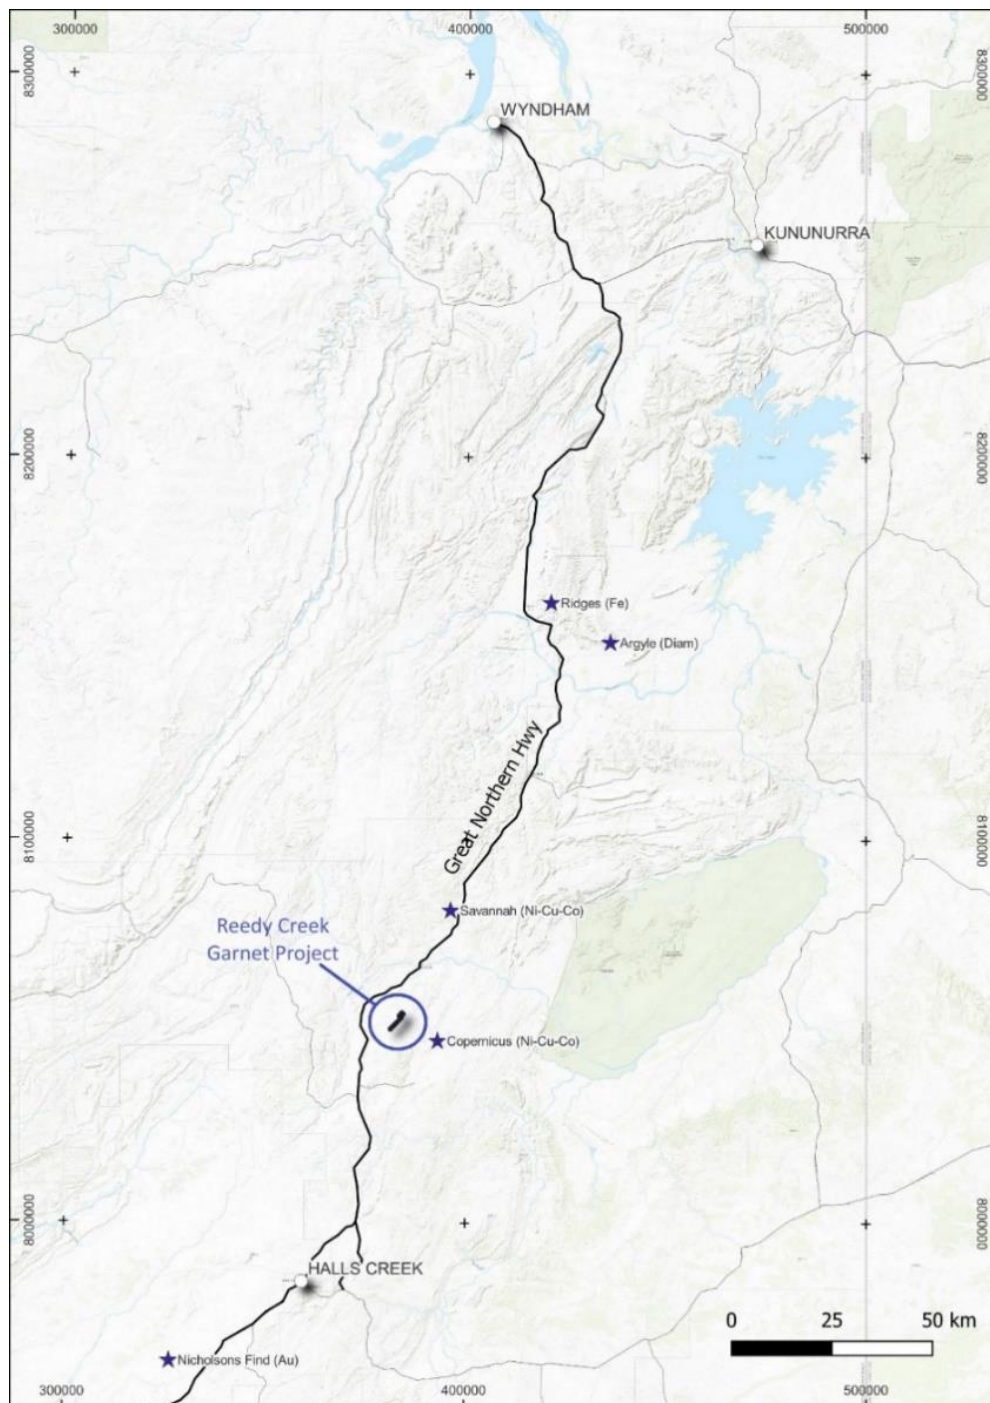 300000
400000
500000
8300000
8300000
WYNDHAM
KUNUNURRA
8200000
8200000
Ridges (Fe)
Argyle (Diam)
Great Northern Hwy
8100000
8100000
Savannah (Ni-Cu-Co)
Reedy Creek
Garnet Project
Copernicus (Ni-Cu-Co)
8000000
8000000
HALLS CREEK
0 25 50 km
Nicholsons Find (Au)
300000
400000
500000